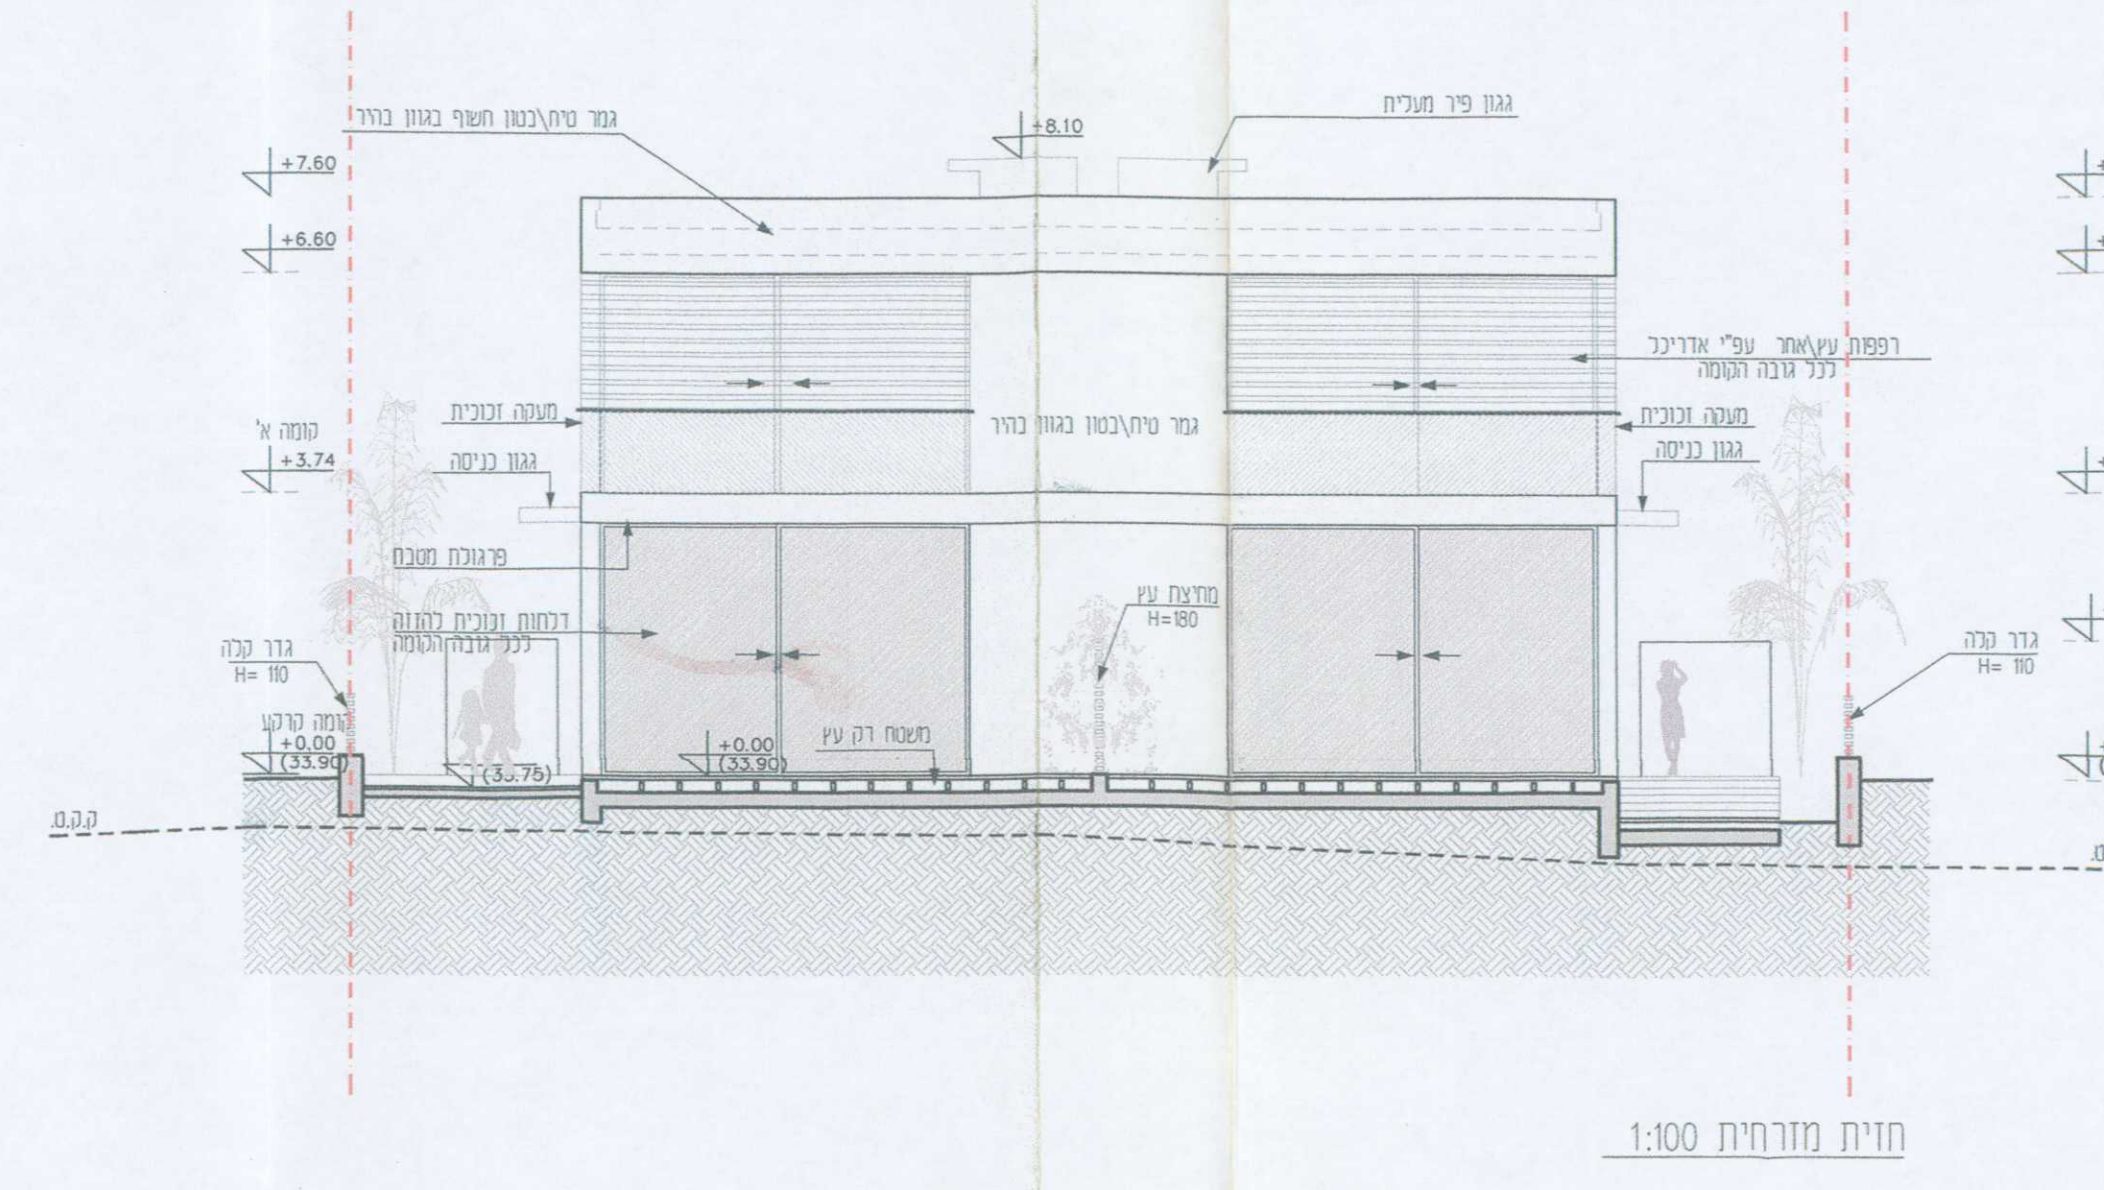 גגון פיר מעלית
גמר טיח\בטון חשוף בגוון בהיר
+8.10
+7.60
+6.60
רפפות עץ\אחר עפ"י אדריכל
לכל גובה הקומה
מעקה זכוכית
מעקה זכוכית
גמר טיח\בטון בגוון בהיר
קומה א'
+3.74
גגון כניסה
גגון כניסה
פרגולת מטבח
מחיצת עץ
H=180
דלתות זכוכית להזזה
לכל גובה הקומה
גדר קלה
H= 110
גדר קלה
H= 110
קומה קרקע
+0.00
(33.90)
משטח דק עץ
+0.00
(33.90)
(33.75)
ק.ק.ט.
חזית מזרחית 1:100